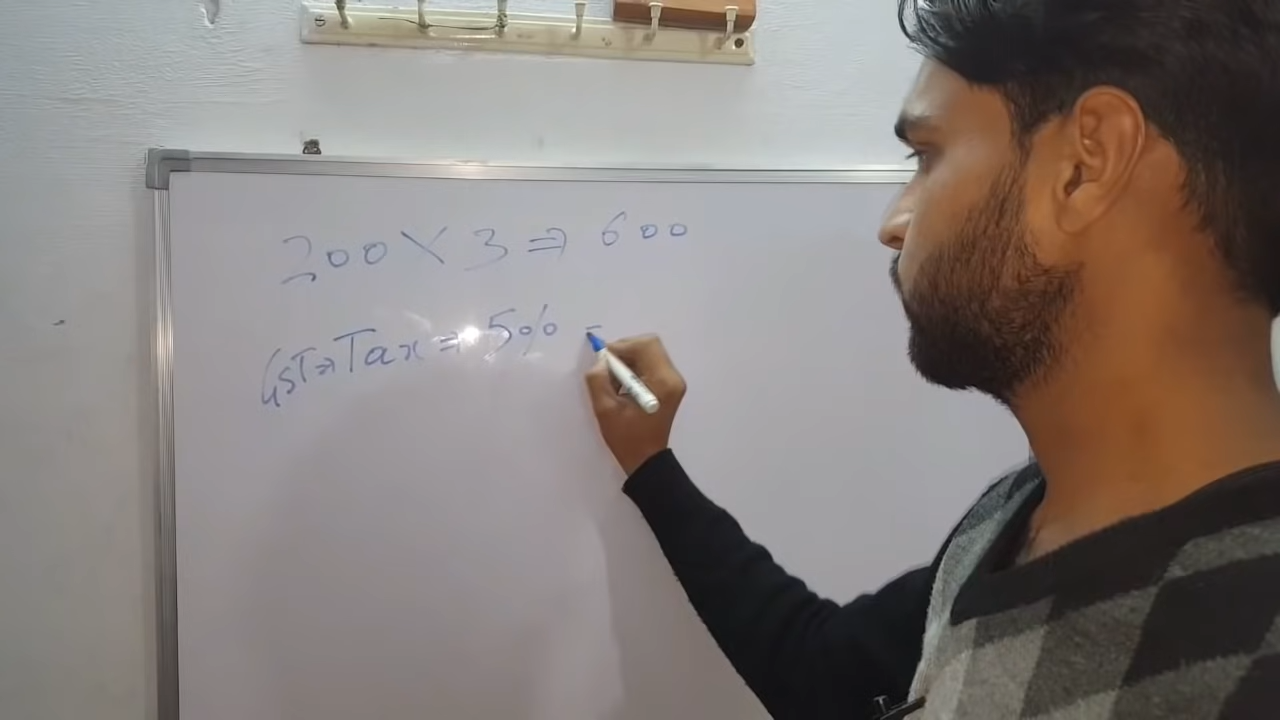 200 × 3 ⇒ 600
GST ⇒ Tax ⇒ 5% =